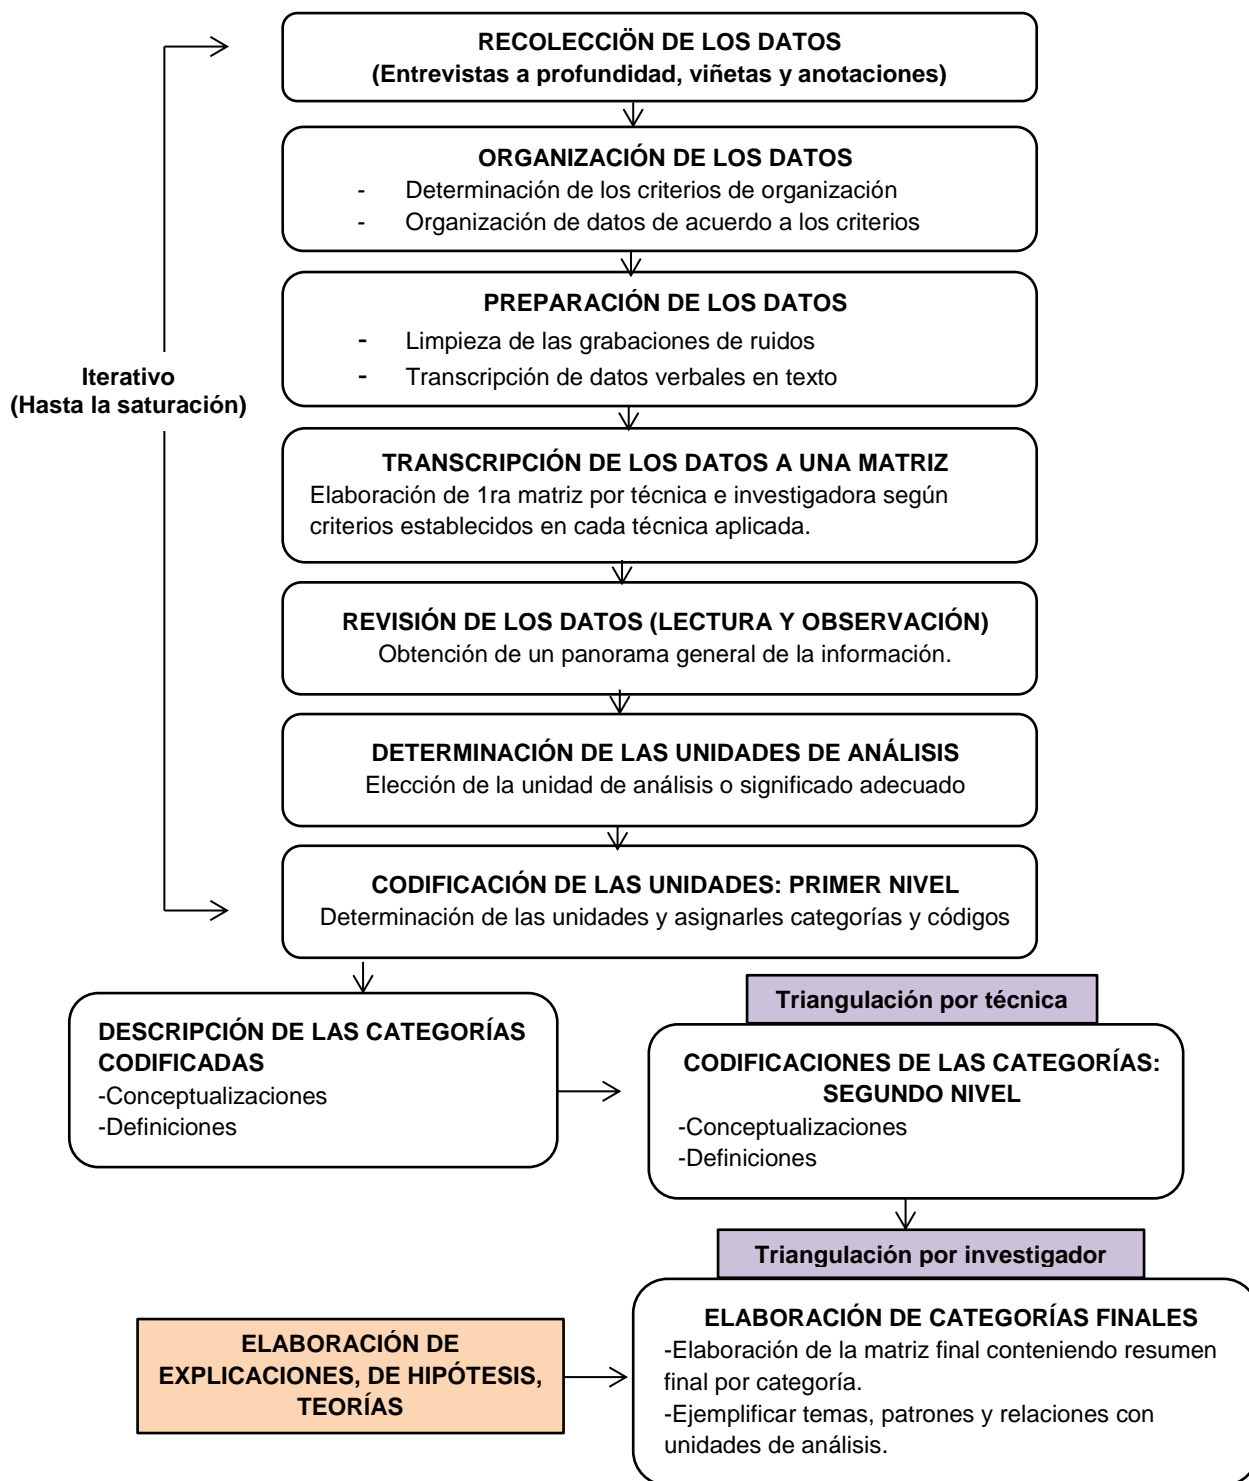 RECOLECCIÖN DE LOS DATOS
(Entrevistas a profundidad, viñetas y anotaciones)
ORGANIZACIÓN DE LOS DATOS
- Determinación de los criterios de organización
- Organización de datos de acuerdo a los criterios
PREPARACIÓN DE LOS DATOS
- Limpieza de las grabaciones de ruidos
- Transcripción de datos verbales en texto
Iterativo
(Hasta la saturación)
TRANSCRIPCIÓN DE LOS DATOS A UNA MATRIZ
Elaboración de 1ra matriz por técnica e investigadora según
criterios establecidos en cada técnica aplicada.
REVISIÓN DE LOS DATOS (LECTURA Y OBSERVACIÓN)
Obtención de un panorama general de la información.
DETERMINACIÓN DE LAS UNIDADES DE ANÁLISIS
Elección de la unidad de análisis o significado adecuado
CODIFICACIÓN DE LAS UNIDADES: PRIMER NIVEL
Determinación de las unidades y asignarles categorías y códigos
DESCRIPCIÓN DE LAS CATEGORÍAS
CODIFICADAS
-Conceptualizaciones
-Definiciones
Triangulación por técnica
CODIFICACIONES DE LAS CATEGORÍAS:
SEGUNDO NIVEL
-Conceptualizaciones
-Definiciones
Triangulación por investigador
ELABORACIÓN DE CATEGORÍAS FINALES
-Elaboración de la matriz final conteniendo resumen
final por categoría.
-Ejemplificar temas, patrones y relaciones con
unidades de análisis.
ELABORACIÓN DE
EXPLICACIONES, DE HIPÓTESIS,
TEORÍAS